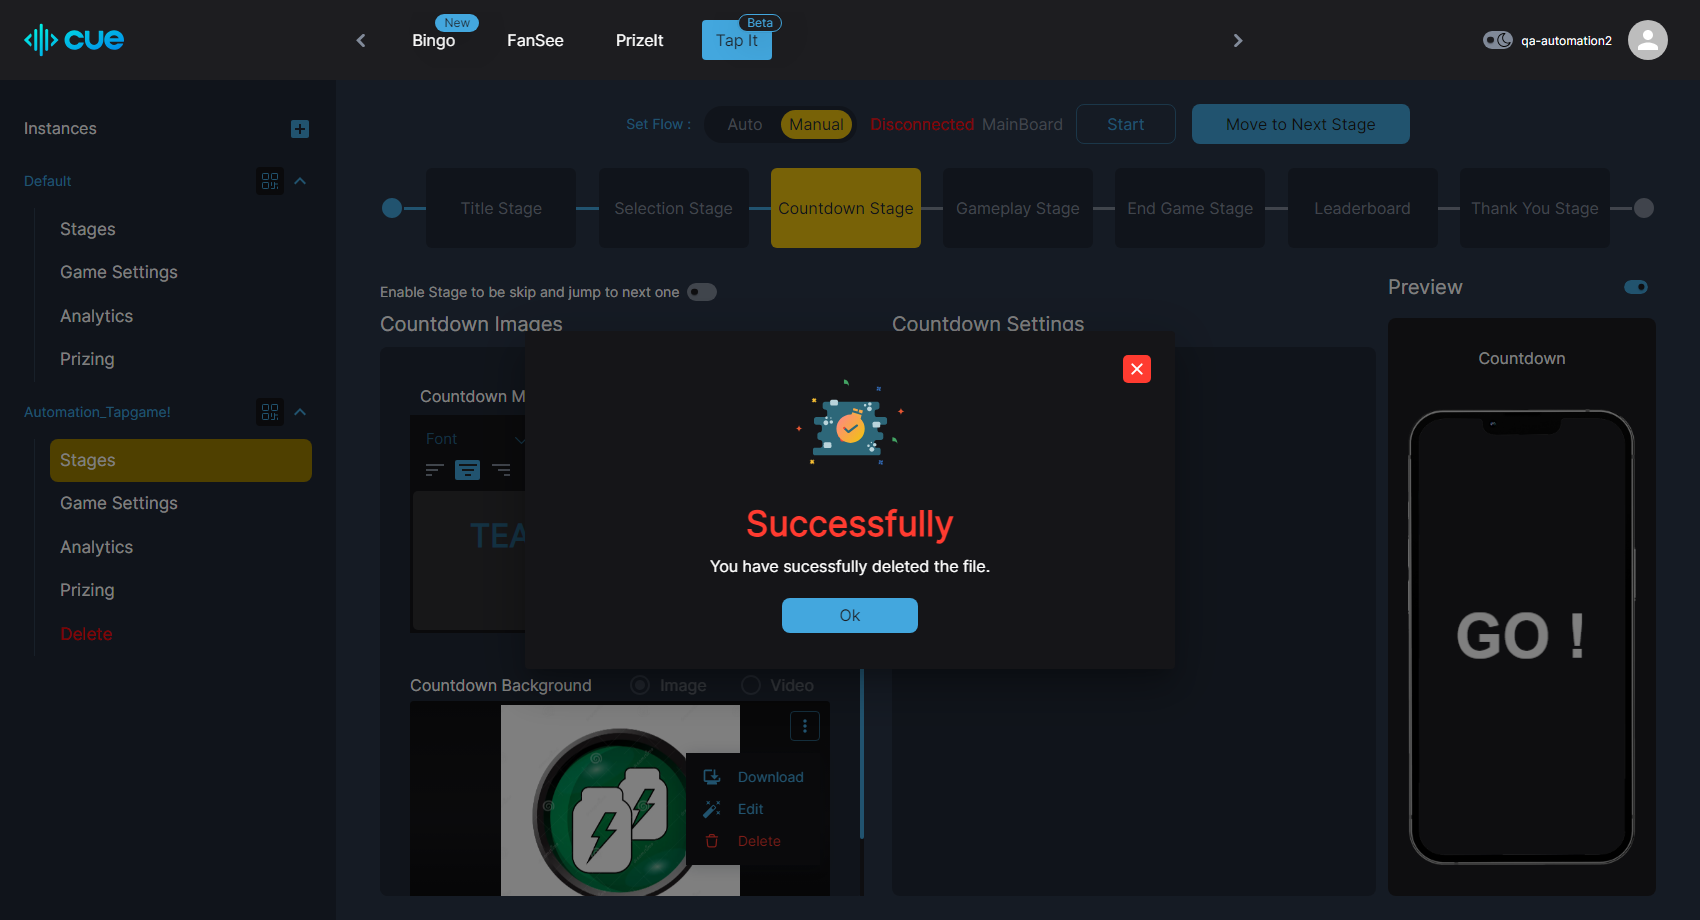 cue
New
Bingo
FanSee
PrizeIt
Beta
Tap It
qa-automation2
Instances
Default
Stages
Game Settings
Analytics
Prizing
Automation_Tapgame!
Stages
Game Settings
Analytics
Prizing
Delete
Set Flow :
Auto
Manual
Disconnected MainBoard
Start
Move to Next Stage
Title Stage
Selection Stage
Countdown Stage
Gameplay Stage
End Game Stage
Leaderboard
Thank You Stage
Enable Stage to be skip and jump to next one
Countdown Images
Countdown Settings
Preview
Countdown M
Font
TEA
Successfully
You have sucessfully deleted the file.
Ok
Countdown Background
Image
Video
Download
Edit
Delete
Countdown
GO !